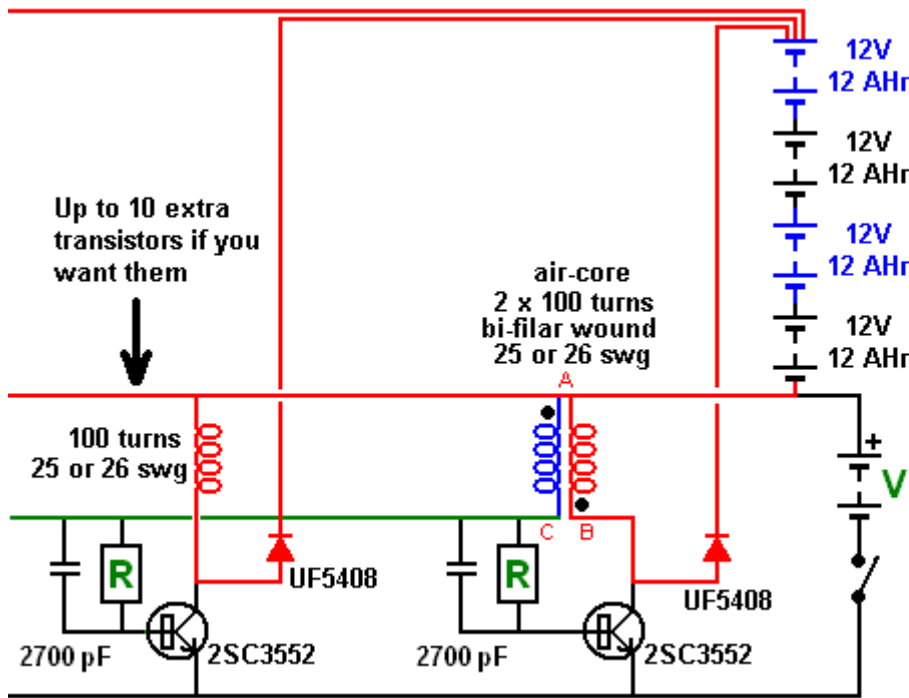 12V
12 AHr
12V
12 AHr
12V
12 AHr
12V
12 AHr
Up to 10 extra
transistors if you
want them
air-core
2 x 100 turns
bi-filar wound
25 or 26 swg
A
100 turns
25 or 26 swg
+
V
C
B
R
UF5408
R
UF5408
2700 pF
2SC3552
2700 pF
2SC3552